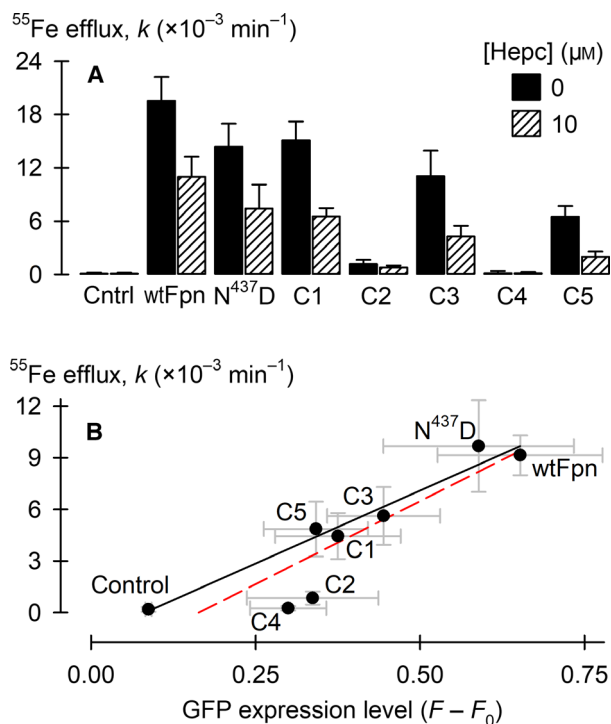 ⁵⁵Fe efflux, k (×10⁻³ min⁻¹)
A
[Hepc] (µM)
0
10
24
18
12
6
0
Cntrl wtFpn N⁴³⁷D C1 C2 C3 C4 C5
⁵⁵Fe efflux, k (×10⁻³ min⁻¹)
B
12
9
6
3
0
N⁴³⁷D
wtFpn
C3
C5
C1
C2
Control
C4
0.00 0.25 0.50 0.75
GFP expression level (F – F₀)